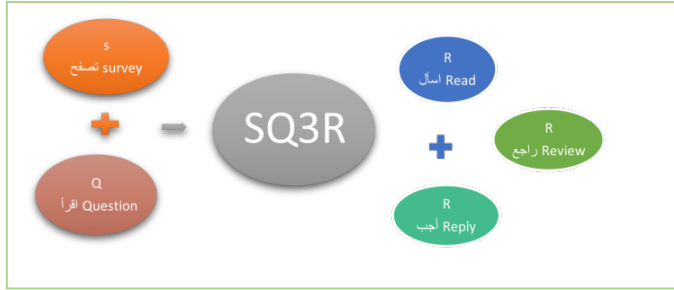 s
تصفح survey
Q
اقرأ Question
SQ3R
R
اسأل Read
R
راجع Review
R
أجب Reply